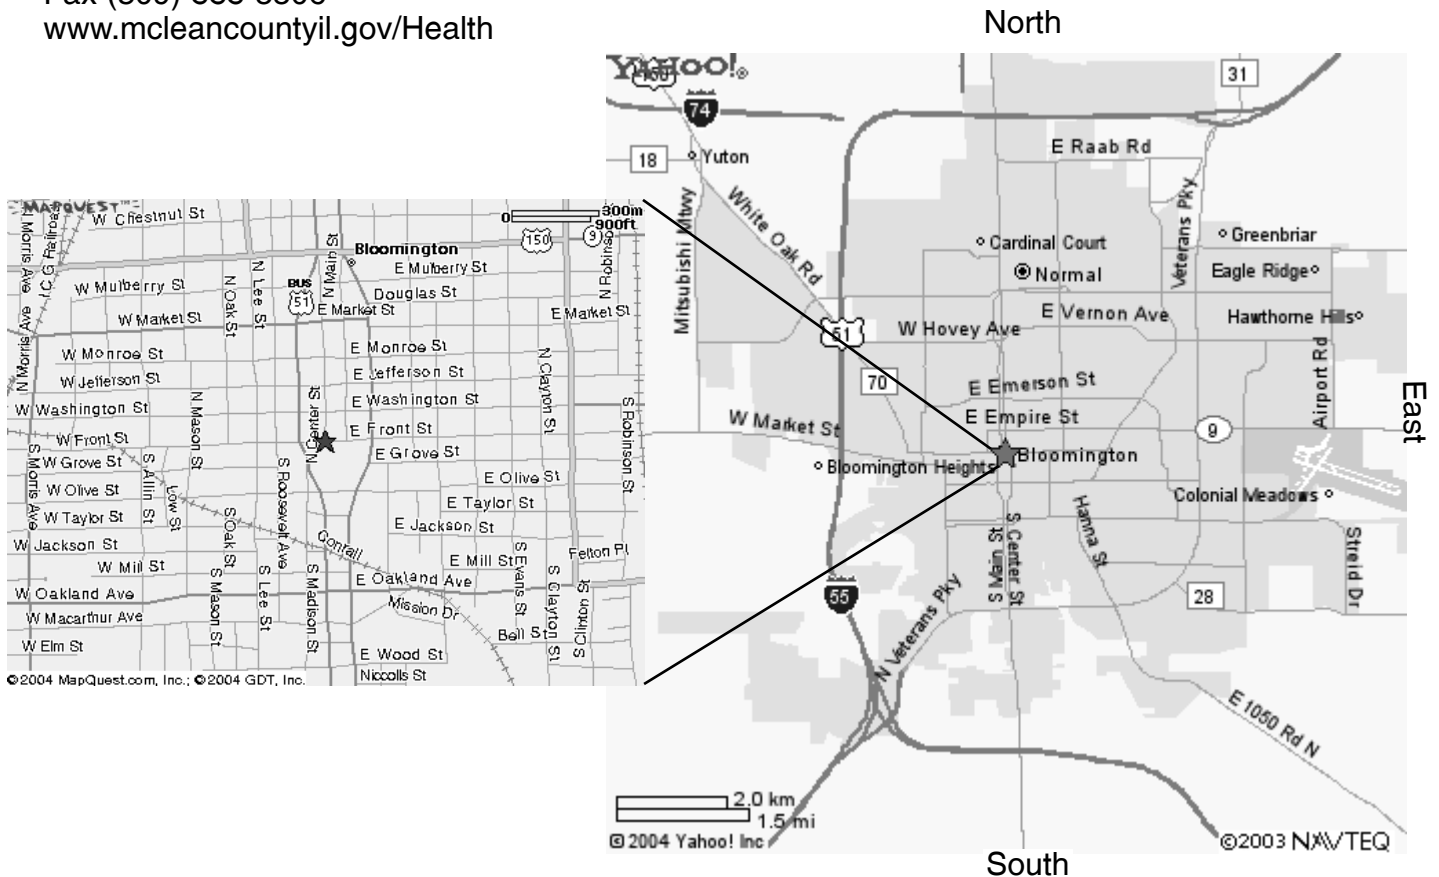 www.mcleancountyil.gov/Health
North
YAHOO!
150
74
31
E Raab Rd
18
Yuton
Mitsubishi Mtwy
White Oak Rd
Veterans Pky
Cardinal Court
Greenbriar
Normal
Eagle Ridge
E Vernon Ave
Hawthorne Hills
51
W Hovey Ave
70
E Emerson St
Airport Rd
East
W Market St
E Empire St
9
Bloomington Heights
Bloomington
Colonial Meadows
Hanna St
S Main St
S Center St
Streid Dr
55
28
N Veterans Pky
E 1050 Rd N
2.0 km
1.5 mi
© 2004 Yahoo! Inc
©2003 NAVTEQ
South
MAPQUEST
W Chestnut St
0
300m
900ft
N Morris Ave
I.C.G Railroad
N Main St
150
9
Bloomington
E Mulberry St
N Robinson
W Mulberry St
N Oak St
N Lee St
BUS
51
Douglas St
E Market St
E Market St
W Market St
N Morris Ave
W Monroe St
E Monroe St
W Jefferson St
E Jefferson St
N Clayton St
W Washington St
N Mason St
N Center St
E Washington St
S Robinson St
W Front St
E Front St
W Grove St
E Grove St
S Morris Ave
S Allin St
S Roosevelt Ave
W Olive St
Low St
E Olive St
W Taylor St
S Oak St
E Taylor St
E Jackson St
W Jackson St
Conrail
Felton Pl
W Mill St
E Mill St
S Evans St
E Oakland Ave
W Oakland Ave
S Mason St
S Lee St
S Madison St
Mission Dr
S Clayton St
S Clinton St
W Macarthur Ave
Bell St
W Elm St
E Wood St
Niccolls St
©2004 MapQuest.com, Inc.; ©2004 GDT, Inc.